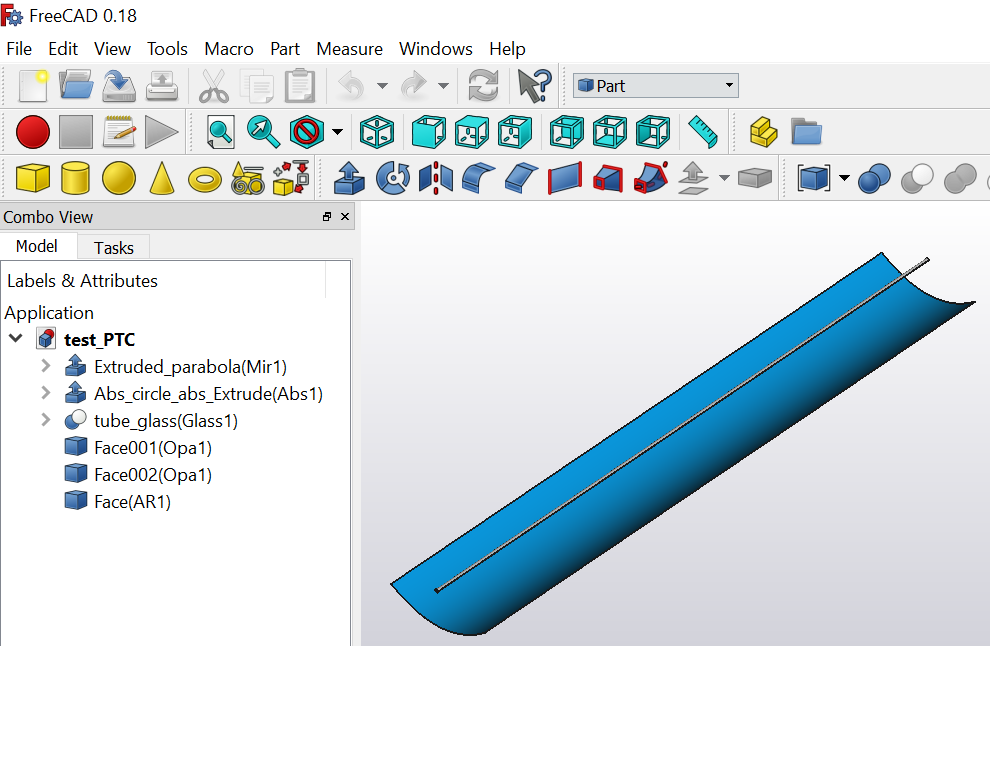 FreeCAD 0.18
File Edit View Tools Macro Part Measure Windows Help
Part
Combo View
Model Tasks
Labels & Attributes
Application
test_PTC
Extruded_parabola(Mir1)
Abs_circle_abs_Extrude(Abs1)
tube_glass(Glass1)
Face001(Opa1)
Face002(Opa1)
Face(AR1)